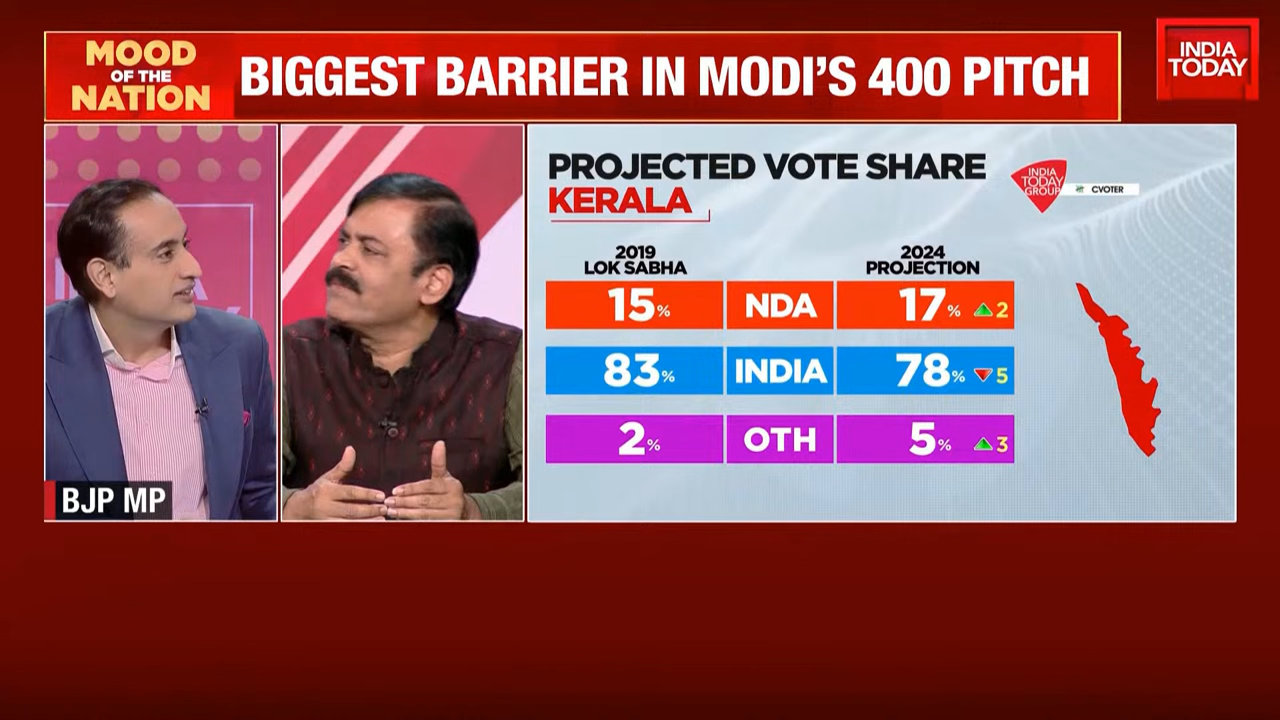 MOOD
OF THE
NATION
BIGGEST BARRIER IN MODI'S 400 PITCH
INDIA
TODAY
PROJECTED VOTE SHARE
KERALA
INDIA
TODAY
GROUP
CVOTER
2019
LOK SABHA
2024
PROJECTION
15% NDA 17% 2
83% INDIA 78% 5
2% OTH 5% 3
BJP MP